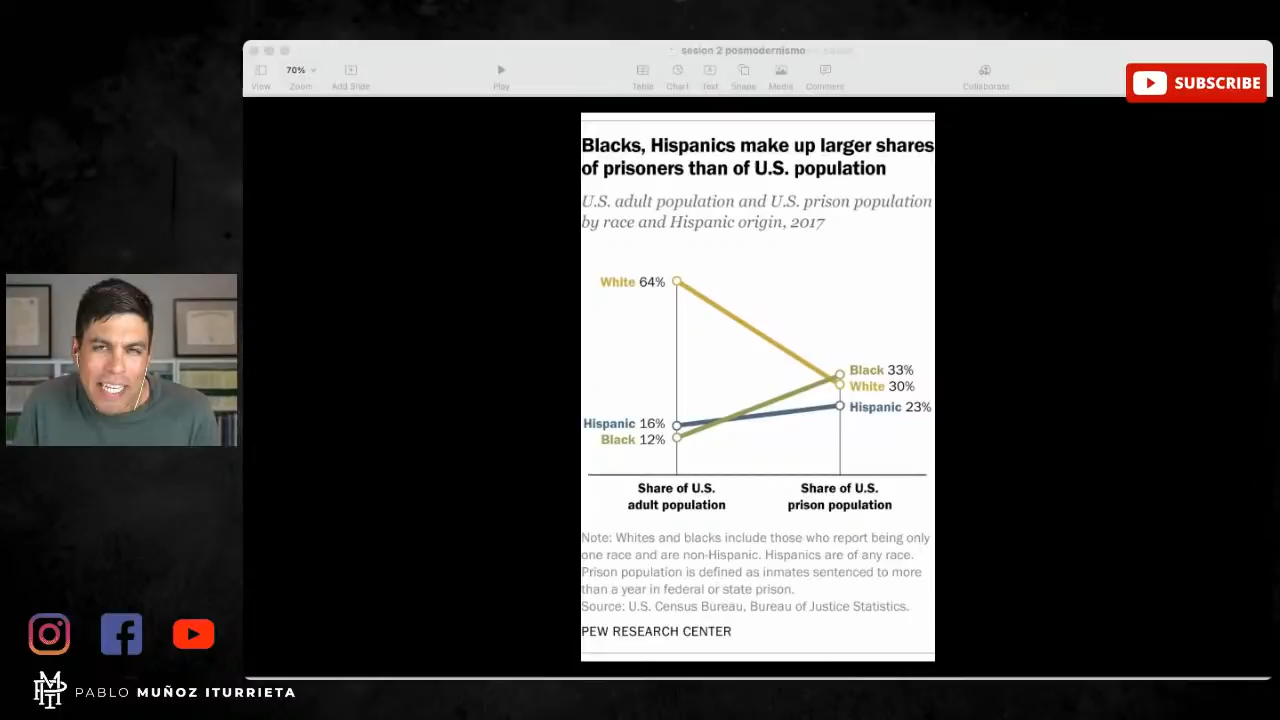 sesion 2 posmodernismo
70%
View
Zoom
Add Slide
Play
Table
Chart
Text
Shape
Media
Comment
Collaborate
SUBSCRIBE
Blacks, Hispanics make up larger shares
of prisoners than of U.S. population
U.S. adult population and U.S. prison population
by race and Hispanic origin, 2017
White 64%
Black 33%
White 30%
Hispanic 23%
Hispanic 16%
Black 12%
Share of U.S.
adult population
Share of U.S.
prison population
Note: Whites and blacks include those who report being only
one race and are non-Hispanic. Hispanics are of any race.
Prison population is defined as inmates sentenced to more
than a year in federal or state prison.
Source: U.S. Census Bureau, Bureau of Justice Statistics.
PEW RESEARCH CENTER
PABLO MUÑOZ ITURRIETA